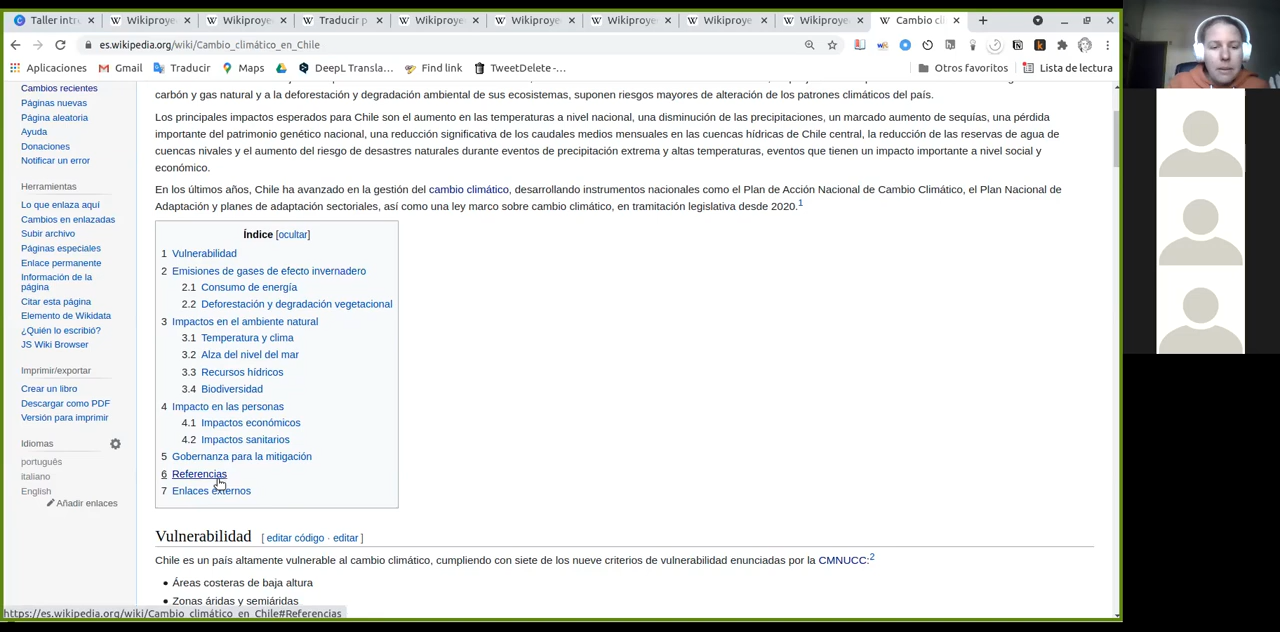 Taller intr
Wikiproye
Wikiproye
Traducir p
Wikiproye
Wikiproye
Wikiproye
Wikiproye
Wikiproye
Cambio cli
es.wikipedia.org/wiki/Cambio_climático_en_Chile
Aplicaciones
Gmail
Traducir
Maps
DeepL Transla...
Find link
TweetDelete -...
Otros favoritos
Lista de lectura
Cambios recientes
Páginas nuevas
Página aleatoria
Ayuda
Donaciones
Notificar un error
Herramientas
Lo que enlaza aquí
Cambios en enlazadas
Subir archivo
Páginas especiales
Enlace permanente
Información de la
página
Citar esta página
Elemento de Wikidata
¿Quién lo escribió?
JS Wiki Browser
Imprimir/exportar
Crear un libro
Descargar como PDF
Versión para imprimir
Idiomas
português
italiano
English
Añadir enlaces
carbón y gas natural y a la deforestación y degradación ambiental de sus ecosistemas, suponen riesgos mayores de alteración de los patrones climáticos del país.
Los principales impactos esperados para Chile son el aumento en las temperaturas a nivel nacional, una disminución de las precipitaciones, un marcado aumento de sequías, una pérdida
importante del patrimonio genético nacional, una reducción significativa de los caudales medios mensuales en las cuencas hídricas de Chile central, la reducción de las reservas de agua de
cuencas nivales y el aumento del riesgo de desastres naturales durante eventos de precipitación extrema y altas temperaturas, eventos que tienen un impacto importante a nivel social y
económico.
En los últimos años, Chile ha avanzado en la gestión del cambio climático, desarrollando instrumentos nacionales como el Plan de Acción Nacional de Cambio Climático, el Plan Nacional de
Adaptación y planes de adaptación sectoriales, así como una ley marco sobre cambio climático, en tramitación legislativa desde 2020.1
Índice [ocultar]
1 Vulnerabilidad
2 Emisiones de gases de efecto invernadero
2.1 Consumo de energía
2.2 Deforestación y degradación vegetacional
3 Impactos en el ambiente natural
3.1 Temperatura y clima
3.2 Alza del nivel del mar
3.3 Recursos hídricos
3.4 Biodiversidad
4 Impacto en las personas
4.1 Impactos económicos
4.2 Impactos sanitarios
5 Gobernanza para la mitigación
6 Referencias
7 Enlaces externos
Vulnerabilidad [ editar código · editar ]
Chile es un país altamente vulnerable al cambio climático, cumpliendo con siete de los nueve criterios de vulnerabilidad enunciadas por la CMNUCC:2
Áreas costeras de baja altura
Zonas áridas y semiáridas
https://es.wikipedia.org/wiki/Cambio_climático_en_Chile#Referencias